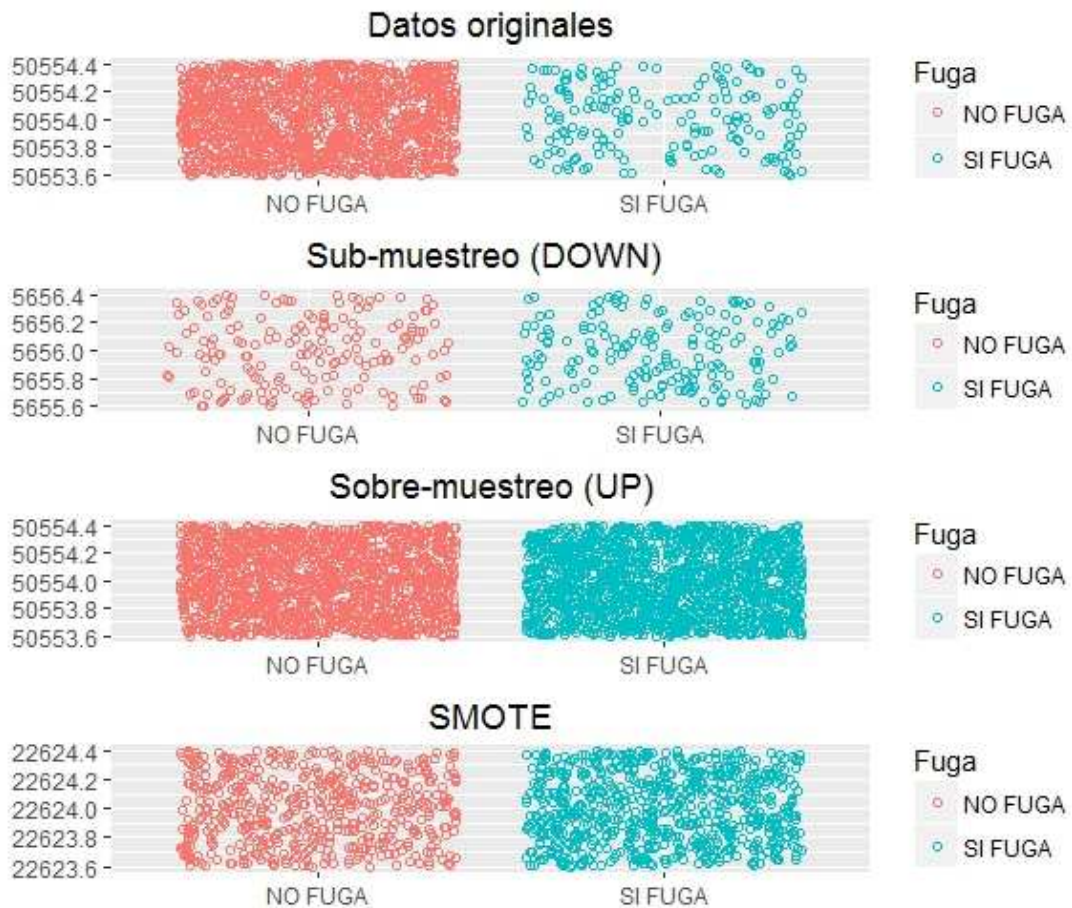 Datos originales
50554.4
50554.2
50554.0
50553.8
50553.6
NO FUGA
SI FUGA
Fuga
NO FUGA
SI FUGA
Sub-muestreo (DOWN)
5656.4
5656.2
5656.0
5655.8
5655.6
NO FUGA
SI FUGA
Fuga
NO FUGA
SI FUGA
Sobre-muestreo (UP)
50554.4
50554.2
50554.0
50553.8
50553.6
NO FUGA
SI FUGA
Fuga
NO FUGA
SI FUGA
SMOTE
22624.4
22624.2
22624.0
22623.8
22623.6
NO FUGA
SI FUGA
Fuga
NO FUGA
SI FUGA